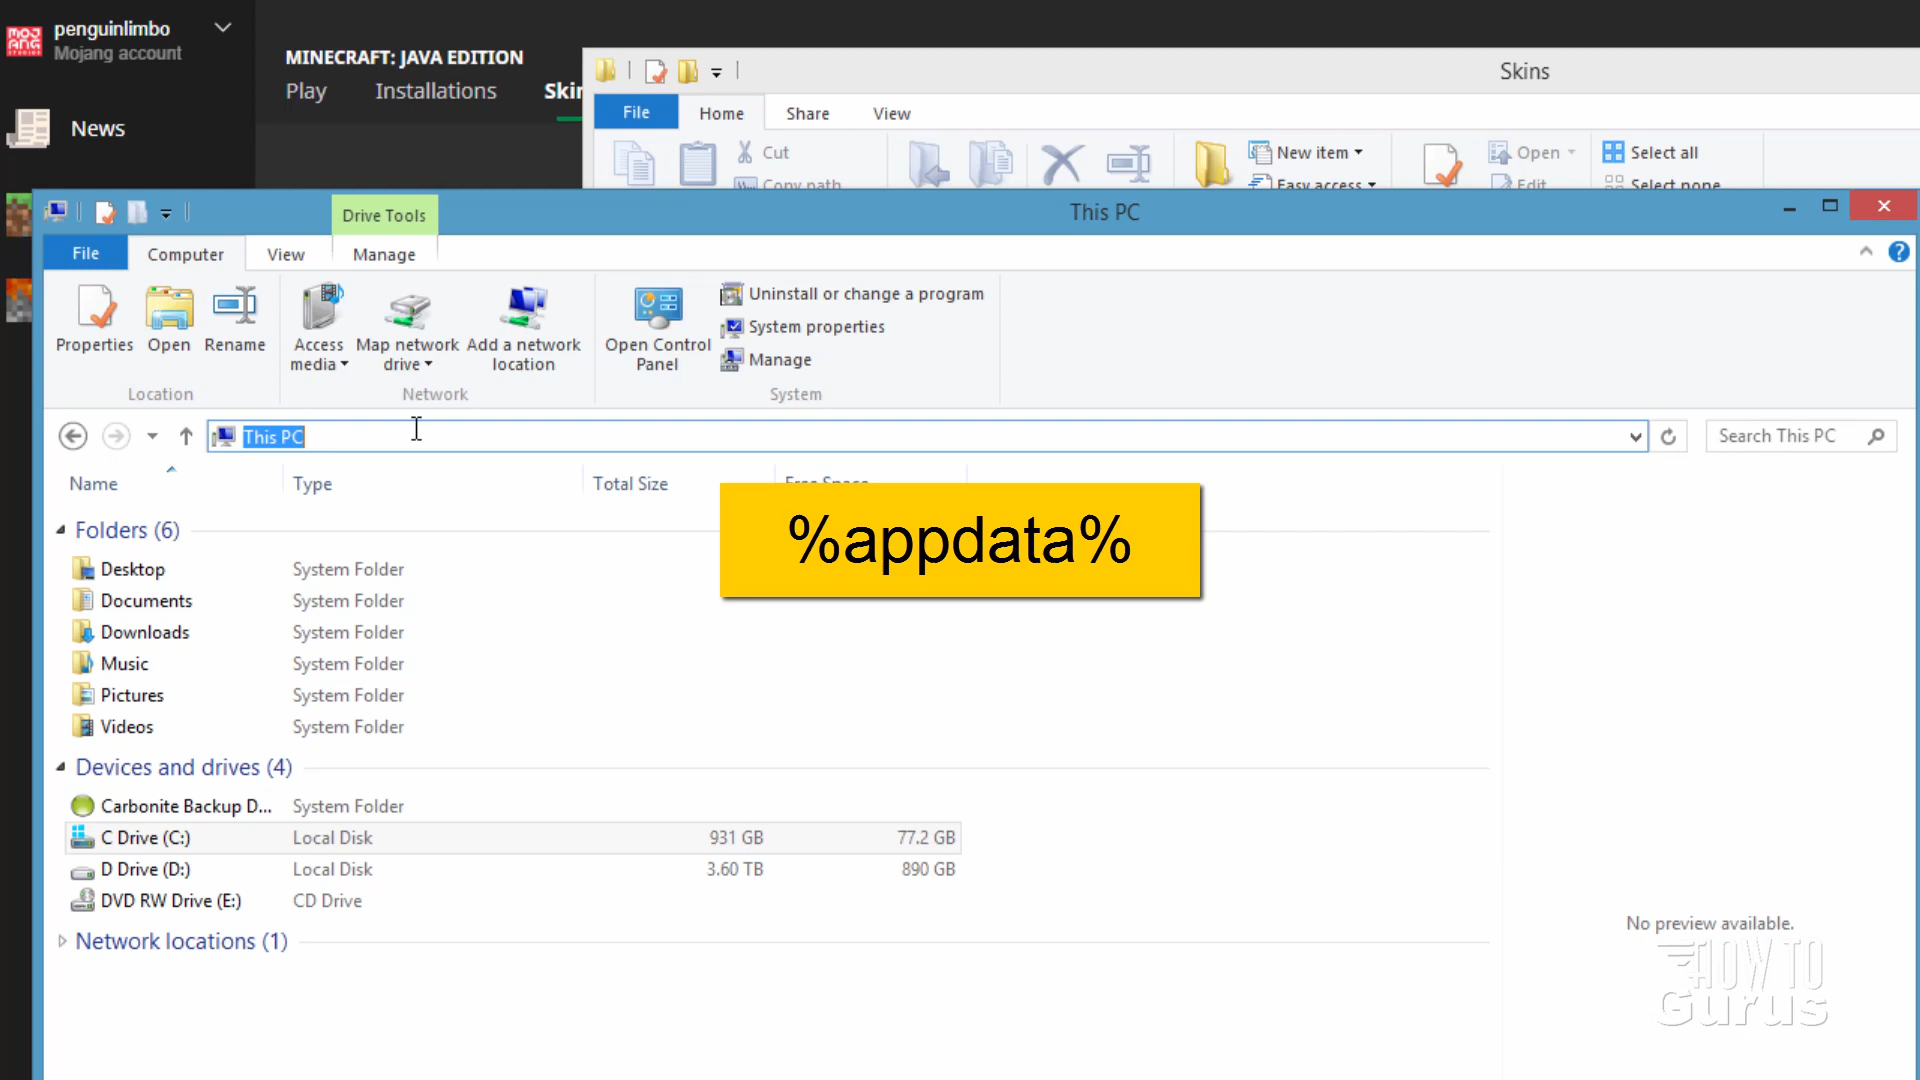 penguinlimbo
Mojang account
MINECRAFT: JAVA EDITION
Play Installations Skin
News
Skins
File Home Share View
Cut
Copy path
New item
Easy access
Open
Edit
Select all
Select none
Drive Tools
This PC
File Computer View Manage
Properties
Open
Rename
Location
Access media
Map network drive
Add a network location
Network
Open Control Panel
Uninstall or change a program
System properties
Manage
System
This PC
Search This PC
Name Type Total Size Free Space
%appdata%
Folders (6)
Desktop System Folder
Documents System Folder
Downloads System Folder
Music System Folder
Pictures System Folder
Videos System Folder
Devices and drives (4)
Carbonite Backup D... System Folder
C Drive (C:) Local Disk 931 GB 77.2 GB
D Drive (D:) Local Disk 3.60 TB 890 GB
DVD RW Drive (E:) CD Drive
Network locations (1)
No preview available.
HOW TO
Gurus